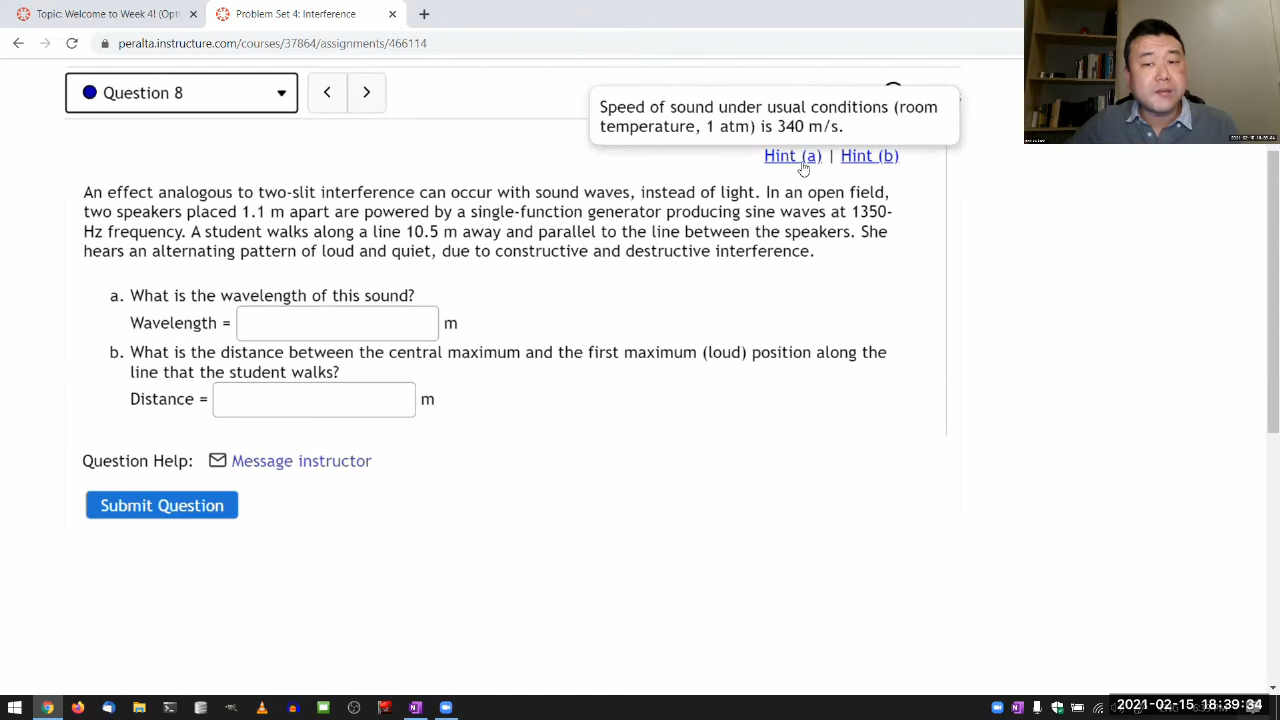 Topic: Welcome to Week 4! (Opti
Problem Set 4: Interference
peralta.instructure.com/courses/37864/assignments/466114
Question 8
Speed of sound under usual conditions (room
temperature, 1 atm) is 340 m/s.
Hint (a) | Hint (b)
An effect analogous to two-slit interference can occur with sound waves, instead of light. In an open field,
two speakers placed 1.1 m apart are powered by a single-function generator producing sine waves at 1350-
Hz frequency. A student walks along a line 10.5 m away and parallel to the line between the speakers. She
hears an alternating pattern of loud and quiet, due to constructive and destructive interference.
a. What is the wavelength of this sound?
Wavelength = m
b. What is the distance between the central maximum and the first maximum (loud) position along the
line that the student walks?
Distance = m
Question Help: Message instructor
Submit Question
2021-02-15 18:39:34